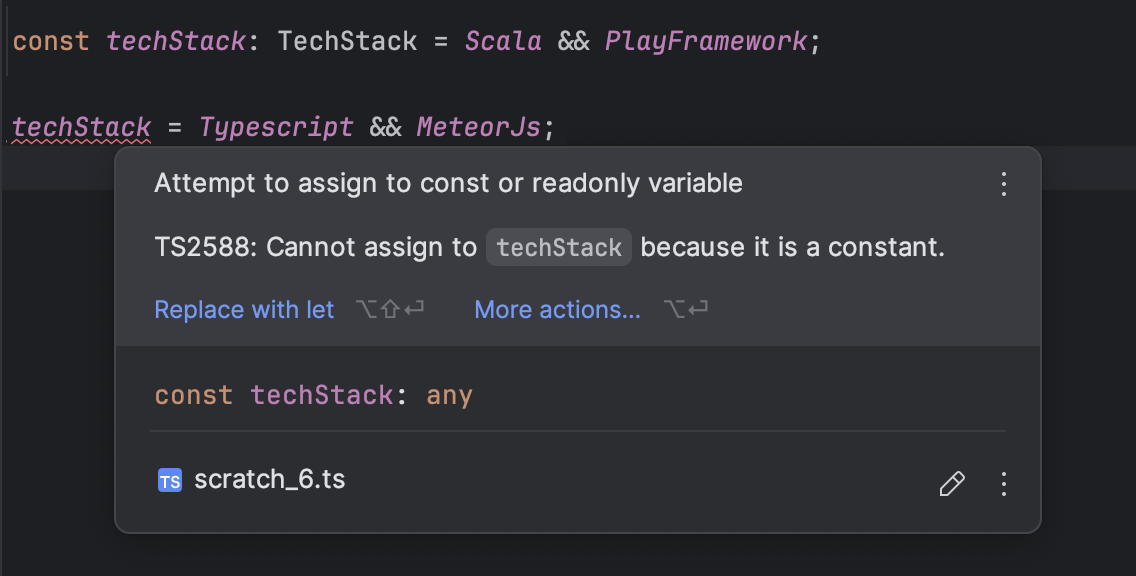 const techStack: TechStack = Scala && PlayFramework;
techStack = Typescript && MeteorJs;
Attempt to assign to const or readonly variable
TS2588: Cannot assign to techStack because it is a constant.
Replace with let ⌥⇧⏎ More actions... ⌥⏎
const techStack: any
TS scratch_6.ts